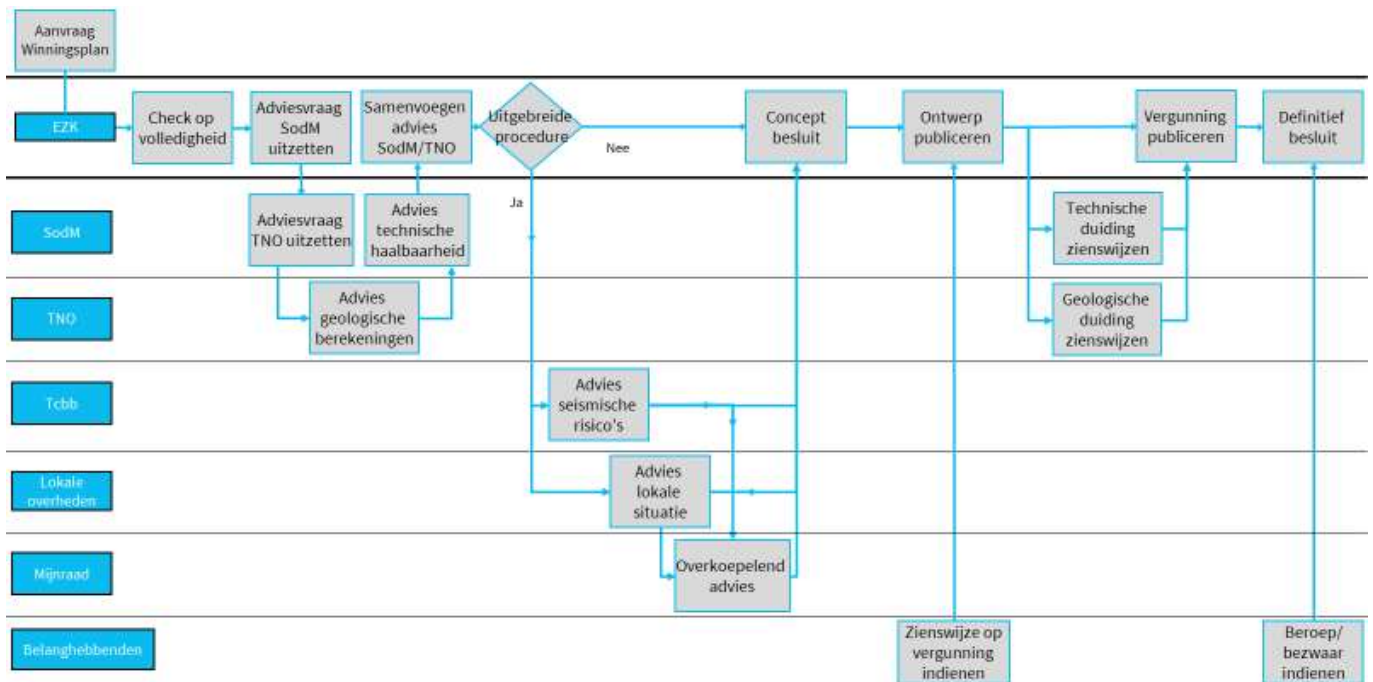 Aanvraag
Winningsplan
EZK
Check op
volledigheid
Adviesvraag
SodM
uitzetten
Samenvoegen
advies
SodM/TNO
Uitgebreide
procedure
Nee
Ja
Concept
besluit
Ontwerp
publiceren
Vergunning
publiceren
Definitief
besluit
SodM
Adviesvraag
TNO uitzetten
Advies
technische
haalbaarheid
Technische
duiding
zienswijzen
TNO
Advies
geologische
berekeningen
Geologische
duiding
zienswijzen
Tcbb
Advies
seismische
risico's
Lokale
overheden
Advies
lokale
situatie
Mijnraad
Overkoepelend
advies
Belanghebbenden
Zienswijze op
vergunning
indienen
Beroep/
bezwaar
indienen